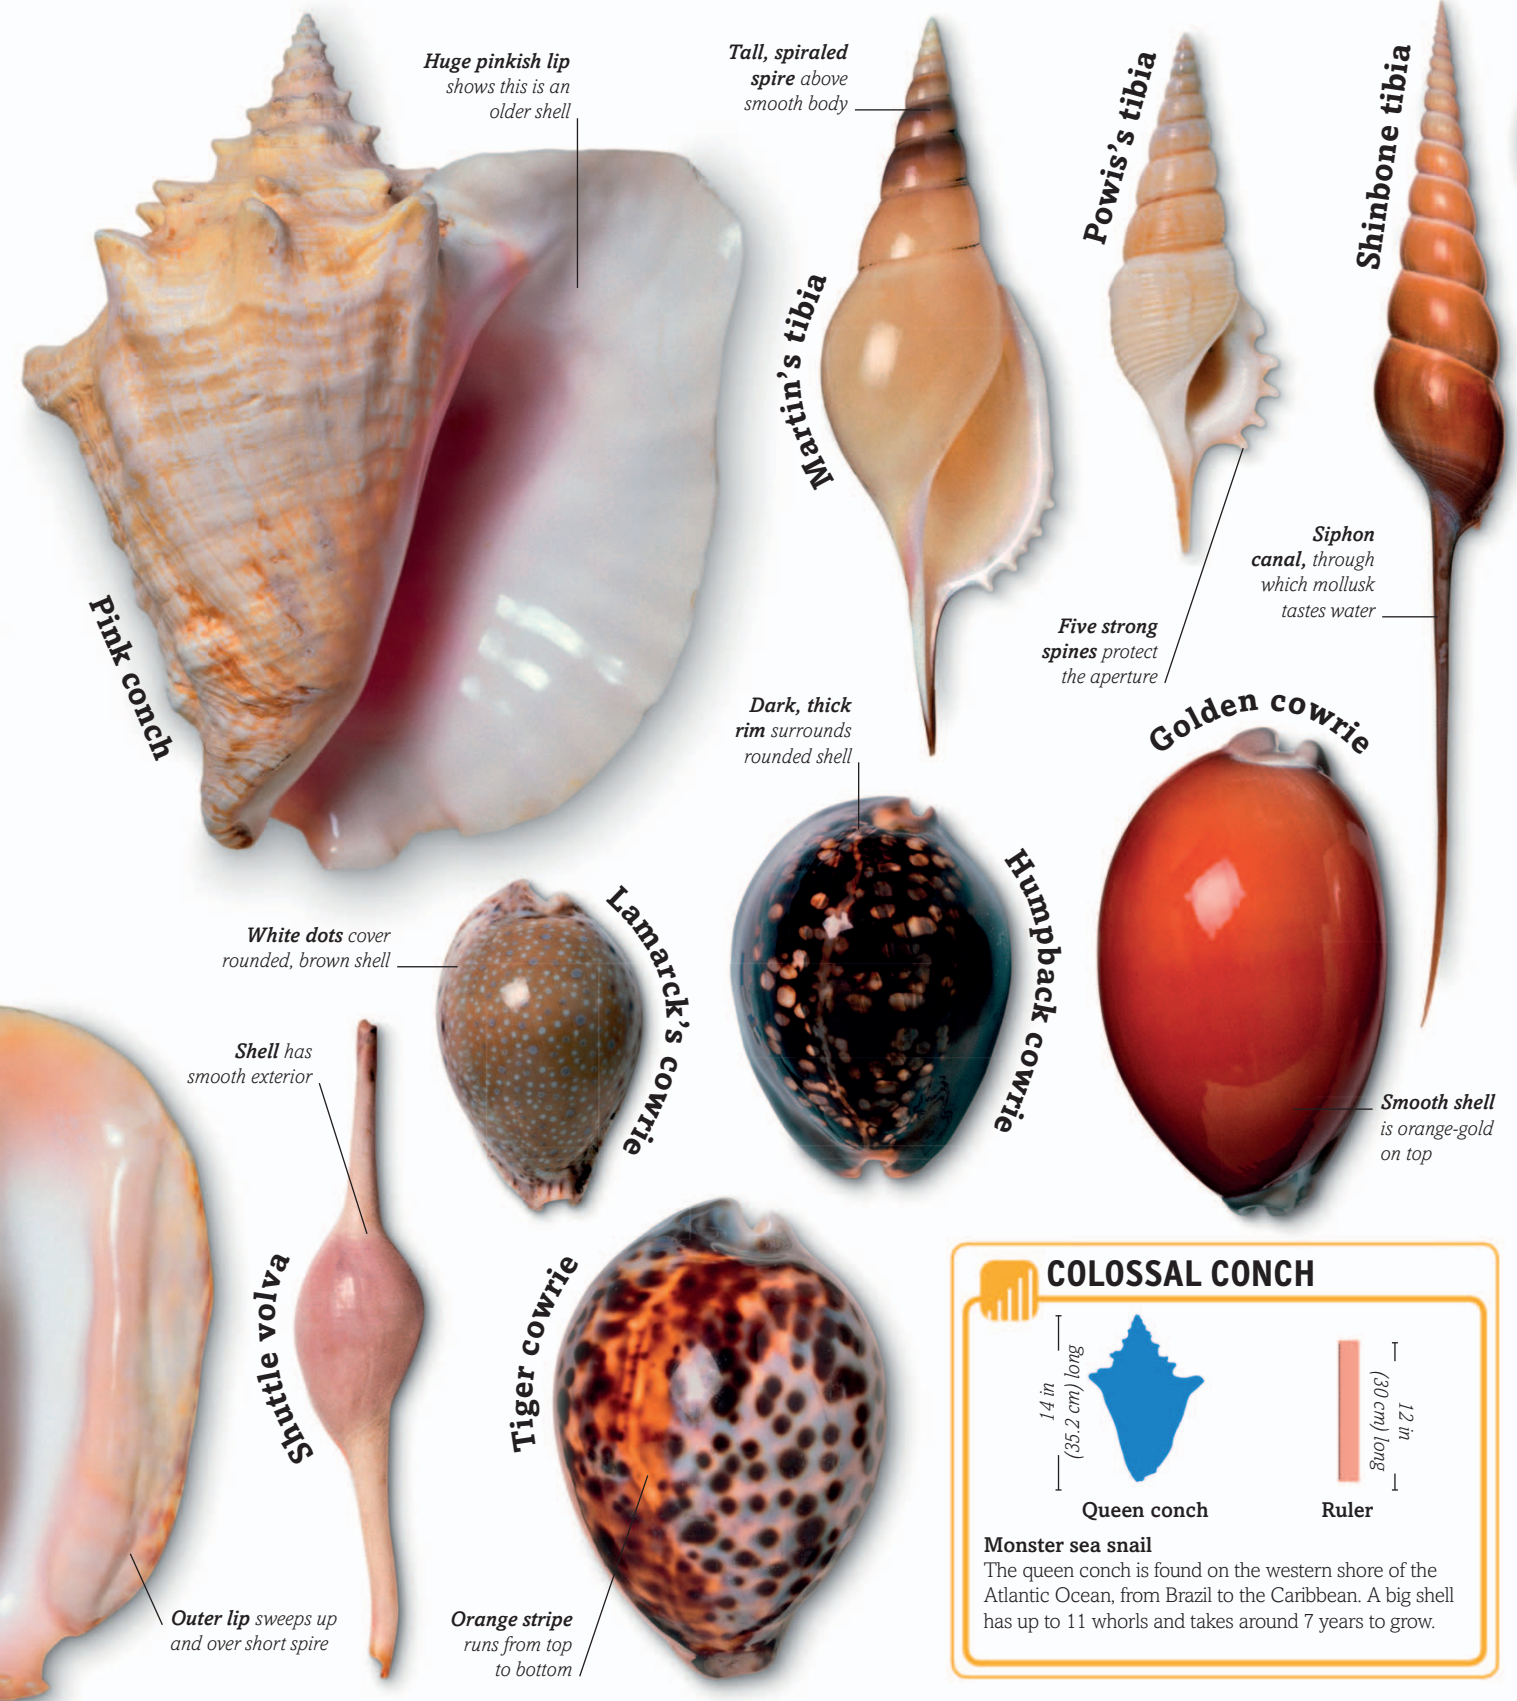 Huge pinkish lip
shows this is an
older shell
Tall, spiraled
spire above
smooth body
Powis's tibia
Shinbone tibia
Martin's tibia
Pink conch
Siphon
canal, through
which mollusk
tastes water
Five strong
spines protect
the aperture
Dark, thick
rim surrounds
rounded shell
Golden cowrie
Humpback cowrie
Lamarck's cowrie
White dots cover
rounded, brown shell
Shell has
smooth exterior
Smooth shell
is orange-gold
on top
Shuttle volva
Tiger cowrie
Outer lip sweeps up
and over short spire
Orange stripe
runs from top
to bottom
COLOSSAL CONCH
14 in
(35.2 cm) long
12 in
(30 cm) long
Queen conch
Ruler
Monster sea snail
The queen conch is found on the western shore of the
Atlantic Ocean, from Brazil to the Caribbean. A big shell
has up to 11 whorls and takes around 7 years to grow.